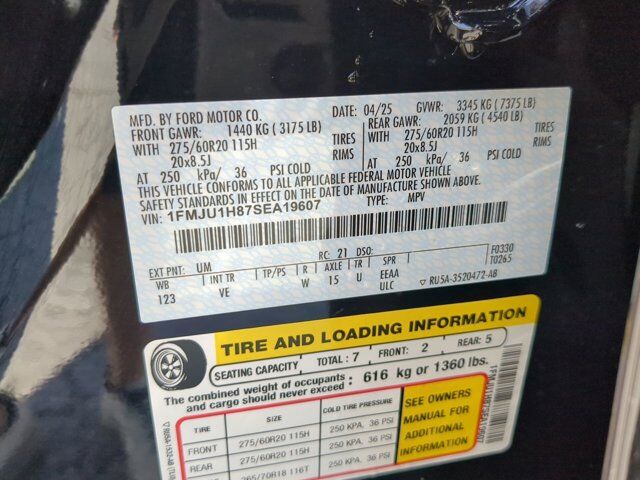 MFD. BY FORD MOTOR CO.
DATE: 04/25 GVWR: 3345 KG ( 7375 LB)
FRONT GAWR: 1440 KG ( 3175 LB) REAR GAWR: 2059 KG ( 4540 LB)
WITH 275/60R20 115H TIRES WITH 275/60R20 115H TIRES
20x8.5J RIMS 20x8.5J RIMS
AT 250 kPa/ 36 PSI COLD AT 250 kPa/ 36 PSI COLD
THIS VEHICLE CONFORMS TO ALL APPLICABLE FEDERAL MOTOR VEHICLE
SAFETY STANDARDS IN EFFECT ON THE DATE OF MANUFACTURE SHOWN ABOVE.
VIN: 1FMJU1H87SEA19607 TYPE: MPV
F0330
T0265
EXT PNT: UM RC: 21 DSO:
WB INT TR TP/PS R AXLE TR SPR
123 VE W 15 U EEAA
ULC ▽ RU5A-3520472-AB
TIRE AND LOADING INFORMATION
SEATING CAPACITY TOTAL: 7 FRONT: 2 REAR: 5
The combined weight of occupants and cargo should never exceed: 616 kg or 1360 lbs.
TIRE SIZE COLD TIRE PRESSURE
FRONT 275/60R20 115H 250 KPA, 36 PSI
REAR 275/60R20 115H 250 KPA, 36 PSI
265/70R18 116T 250 KPA, 36 PSI
SEE OWNERS
MANUAL FOR
ADDITIONAL
INFORMATION